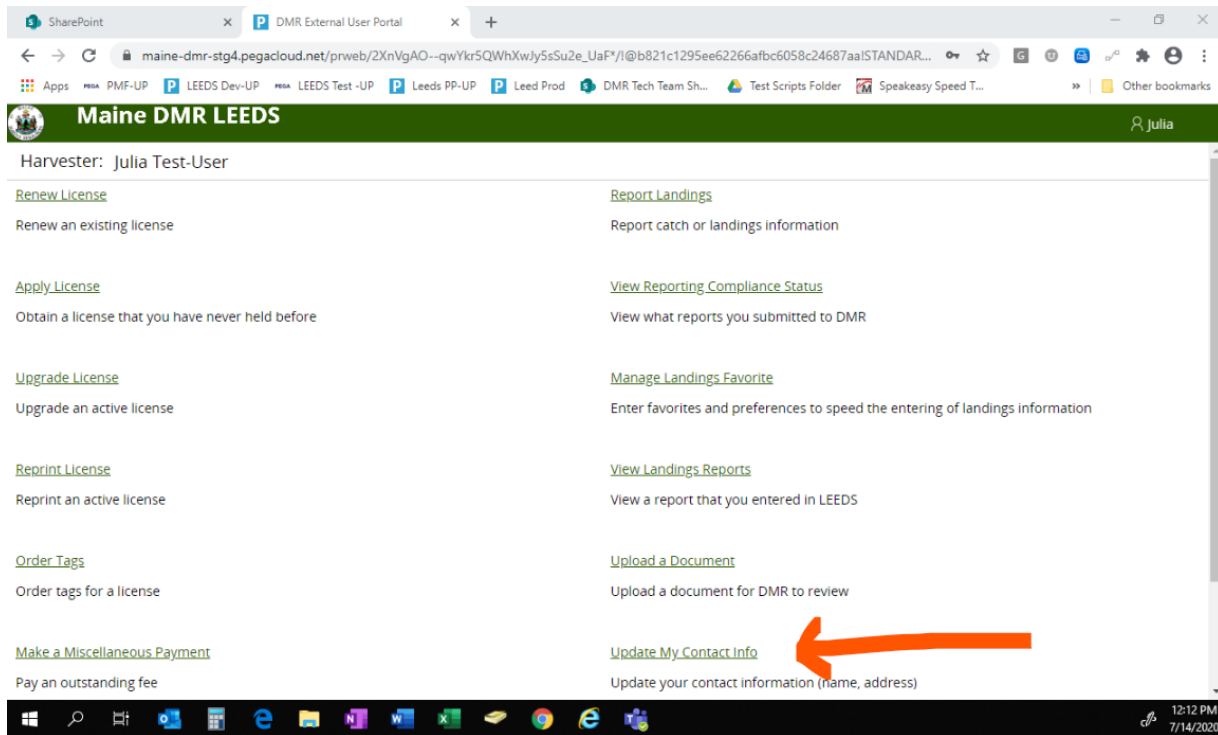 SharePoint
DMR External User Portal
maine-dmr-stg4.pegacloud.net/prweb/2XnVgAO--qwYkr5QWhXwJy5sSu2e_UaF*/!@b821c1295ee62266afbc6058c24687aa!STANDAR...
Apps PMF-UP LEEDS Dev-UP LEEDS Test -UP Leeds PP-UP Leed Prod DMR Tech Team Sh... Test Scripts Folder Speakeasy Speed T... » Other bookmarks
Maine DMR LEEDS
Julia
Harvester: Julia Test-User
Renew License
Renew an existing license
Apply License
Obtain a license that you have never held before
Upgrade License
Upgrade an active license
Reprint License
Reprint an active license
Order Tags
Order tags for a license
Make a Miscellaneous Payment
Pay an outstanding fee
Report Landings
Report catch or landings information
View Reporting Compliance Status
View what reports you submitted to DMR
Manage Landings Favorite
Enter favorites and preferences to speed the entering of landings information
View Landings Reports
View a report that you entered in LEEDS
Upload a Document
Upload a document for DMR to review
Update My Contact Info
Update your contact information (name, address)
12:12 PM
7/14/2020